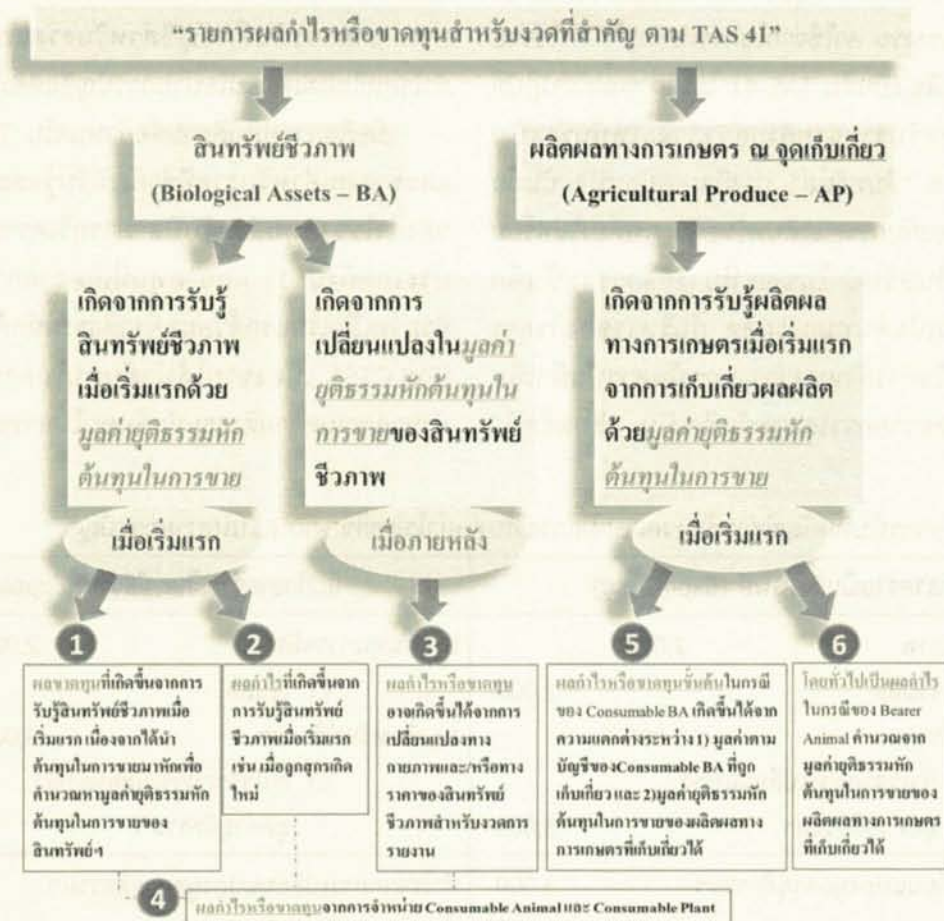 “รายการผลกำไรหรือขาดทุนสำหรับงวดที่สำคัญ ตาม TAS 41”
สินทรัพย์ชีวภาพ
(Biological Assets – BA)
ผลิตผลทางการเกษตร ณ จุดเก็บเกี่ยว
(Agricultural Produce – AP)
เกิดจากการรับรู้
สินทรัพย์ชีวภาพ
เมื่อเริ่มแรกด้วย
มูลค่ายุติธรรมหัก
ต้นทุนในการขาย
เกิดจากการ
เปลี่ยนแปลงในมูลค่า
ยุติธรรมหักต้นทุนใน
การขายของสินทรัพย์
ชีวภาพ
เกิดจากการรับรู้ผลิตผล
ทางการเกษตรเมื่อเริ่มแรก
จากการเก็บเกี่ยวผลผลิต
ด้วยมูลค่ายุติธรรมหัก
ต้นทุนในการขาย
เมื่อเริ่มแรก
เมื่อภายหลัง
เมื่อเริ่มแรก
1
ผลขาดทุนที่เกิดขึ้นจากการ
รับรู้สินทรัพย์ชีวภาพเมื่อ
เริ่มแรก เนื่องจากได้นำ
ต้นทุนในการขายมาหักเพื่อ
คำนวณหามูลค่ายุติธรรมหัก
ต้นทุนในการขายของ
สินทรัพย์ฯ
2
ผลกำไรที่เกิดขึ้นจาก
การรับรู้สินทรัพย์
ชีวภาพเมื่อเริ่มแรก
เช่น เมื่อลูกสุกรเกิด
ใหม่
3
ผลกำไรหรือขาดทุน
อาจเกิดขึ้นได้จากการ
เปลี่ยนแปลงทาง
กายภาพและ/หรือทาง
ราคาของสินทรัพย์
ชีวภาพสำหรับงวดการ
รายงาน
5
ผลกำไรหรือขาดทุนขั้นต้นในกรณี
ของ Consumable BA เกิดขึ้นได้จาก
ความแตกต่างระหว่าง 1) มูลค่าตาม
บัญชีของConsumable BA ที่ถูก
เก็บเกี่ยว และ 2)มูลค่ายุติธรรมหัก
ต้นทุนในการขายของผลิตผลทาง
การเกษตรที่เก็บเกี่ยวได้
6
โดยทั่วไปเป็นผลกำไร
ในกรณีของ Bearer
Animal คำนวณจาก
มูลค่ายุติธรรมหัก
ต้นทุนในการขายของ
ผลิตผลทางการเกษตร
ที่เก็บเกี่ยวได้
4
ผลกำไรหรือขาดทุนจากการจำหน่าย Consumable Animal และ Consumable Plant